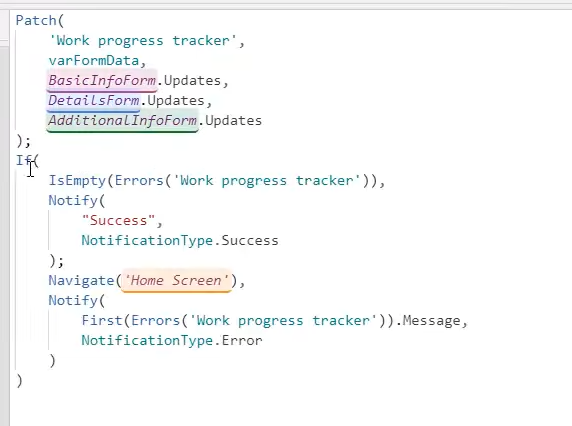 Patch(
'Work progress tracker',
varFormData,
BasicInfoForm.Updates,
DetailsForm.Updates,
AdditionalInfoForm.Updates
);
If(
IsEmpty(Errors('Work progress tracker')),
Notify(
"Success",
NotificationType.Success
);
Navigate('Home Screen'),
Notify(
First(Errors('Work progress tracker')).Message,
NotificationType.Error
)
)